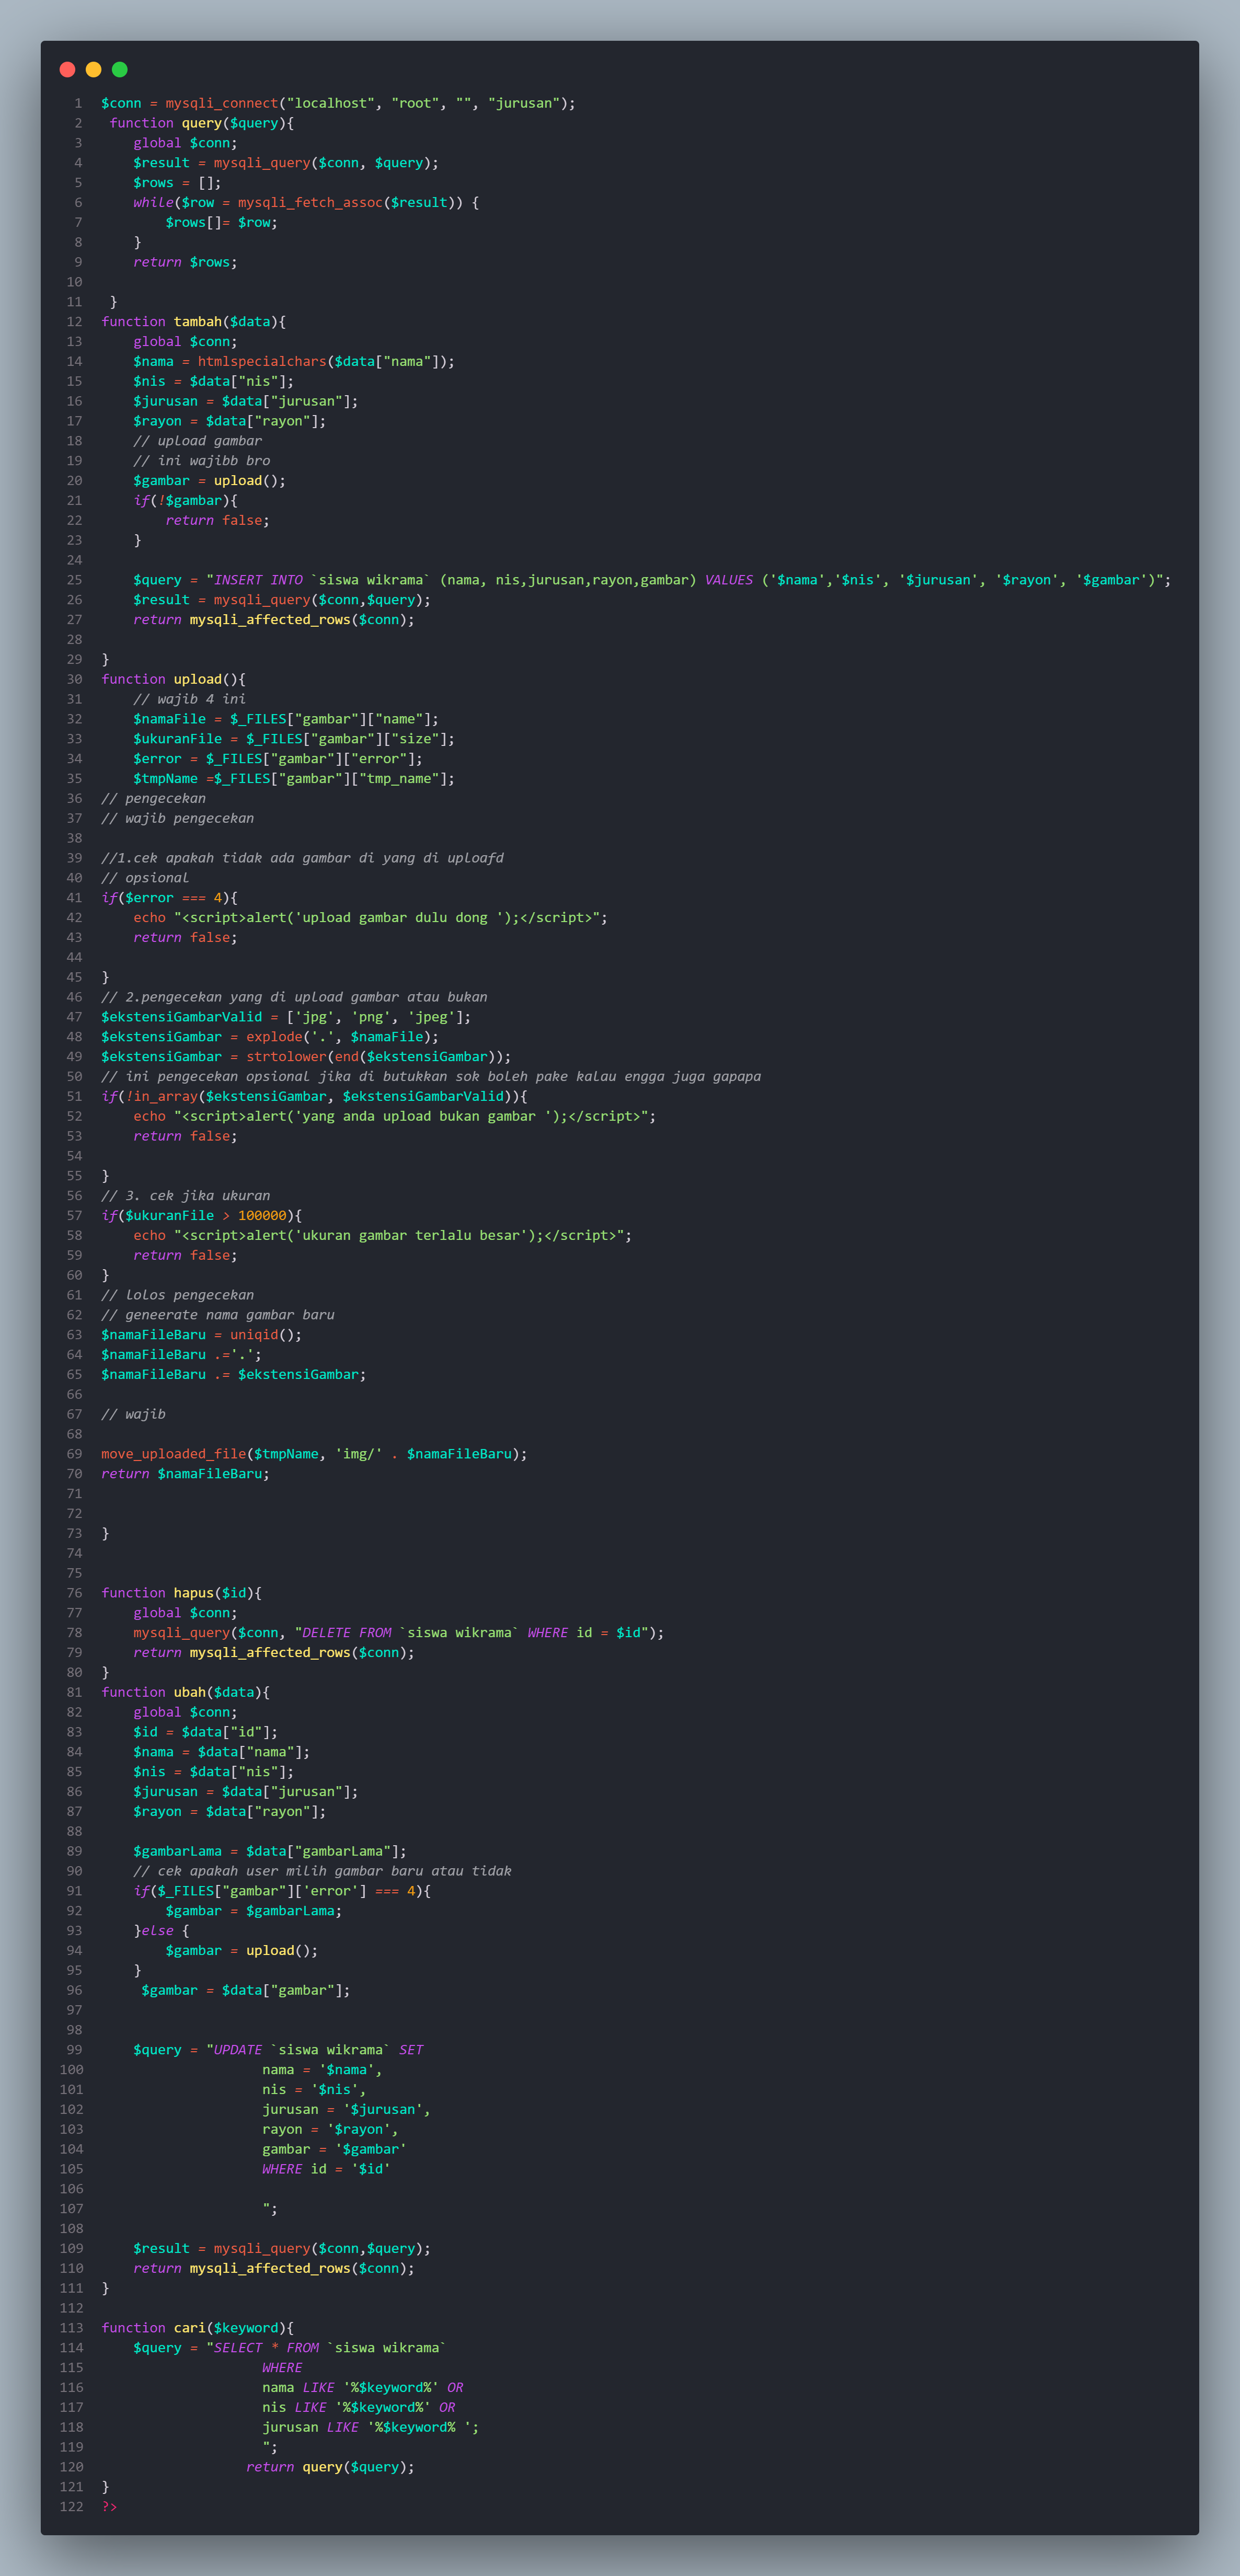 1 $conn = mysqli_connect("localhost", "root", "", "jurusan");
2  function query($query){
3     global $conn;
4     $result = mysqli_query($conn, $query);
5     $rows = [];
6     while($row = mysqli_fetch_assoc($result)) {
7         $rows[]= $row;
8     }
9     return $rows;
10
11  }
12 function tambah($data){
13     global $conn;
14     $nama = htmlspecialchars($data["nama"]);
15     $nis = $data["nis"];
16     $jurusan = $data["jurusan"];
17     $rayon = $data["rayon"];
18     // upload gambar
19     // ini wajibb bro
20     $gambar = upload();
21     if(!$gambar){
22         return false;
23     }
24
25     $query = "INSERT INTO `siswa wikrama` (nama, nis,jurusan,rayon,gambar) VALUES ('$nama','$nis', '$jurusan', '$rayon', '$gambar')";
26     $result = mysqli_query($conn,$query);
27     return mysqli_affected_rows($conn);
28
29 }
30 function upload(){
31     // wajib 4 ini
32     $namaFile = $_FILES["gambar"]["name"];
33     $ukuranFile = $_FILES["gambar"]["size"];
34     $error = $_FILES["gambar"]["error"];
35     $tmpName =$_FILES["gambar"]["tmp_name"];
36 // pengecekan
37 // wajib pengecekan
38
39 //1.cek apakah tidak ada gambar di yang di uploafd
40 // opsional
41 if($error === 4){
42     echo "<script>alert('upload gambar dulu dong ');</script>";
43     return false;
44
45 }
46 // 2.pengecekan yang di upload gambar atau bukan
47 $ekstensiGambarValid = ['jpg', 'png', 'jpeg'];
48 $ekstensiGambar = explode('.', $namaFile);
49 $ekstensiGambar = strtolower(end($ekstensiGambar));
50 // ini pengecekan opsional jika di butukkan sok boleh pake kalau engga juga gapapa
51 if(!in_array($ekstensiGambar, $ekstensiGambarValid)){
52     echo "<script>alert('yang anda upload bukan gambar ');</script>";
53     return false;
54
55 }
56 // 3. cek jika ukuran
57 if($ukuranFile > 100000){
58     echo "<script>alert('ukuran gambar terlalu besar');</script>";
59     return false;
60 }
61 // lolos pengecekan
62 // geneerate nama gambar baru
63 $namaFileBaru = uniqid();
64 $namaFileBaru .='.';
65 $namaFileBaru .= $ekstensiGambar;
66
67 // wajib
68
69 move_uploaded_file($tmpName, 'img/' . $namaFileBaru);
70 return $namaFileBaru;
71
72
73 }
74
75
76 function hapus($id){
77     global $conn;
78     mysqli_query($conn, "DELETE FROM `siswa wikrama` WHERE id = $id");
79     return mysqli_affected_rows($conn);
80 }
81 function ubah($data){
82     global $conn;
83     $id = $data["id"];
84     $nama = $data["nama"];
85     $nis = $data["nis"];
86     $jurusan = $data["jurusan"];
87     $rayon = $data["rayon"];
88
89     $gambarLama = $data["gambarLama"];
90     // cek apakah user milih gambar baru atau tidak
91     if($_FILES["gambar"]['error'] === 4){
92         $gambar = $gambarLama;
93     }else {
94         $gambar = upload();
95     }
96      $gambar = $data["gambar"];
97
98
99     $query = "UPDATE `siswa wikrama` SET
100                     nama = '$nama',
101                     nis = '$nis',
102                     jurusan = '$jurusan',
103                     rayon = '$rayon',
104                     gambar = '$gambar'
105                     WHERE id = '$id'
106
107                     ";
108
109     $result = mysqli_query($conn,$query);
110     return mysqli_affected_rows($conn);
111 }
112
113 function cari($keyword){
114     $query = "SELECT * FROM `siswa wikrama`
115                     WHERE
116                     nama LIKE '%$keyword%' OR
117                     nis LIKE '%$keyword%' OR
118                     jurusan LIKE '%$keyword% ';
119                     ";
120                   return query($query);
121 }
122 ?>